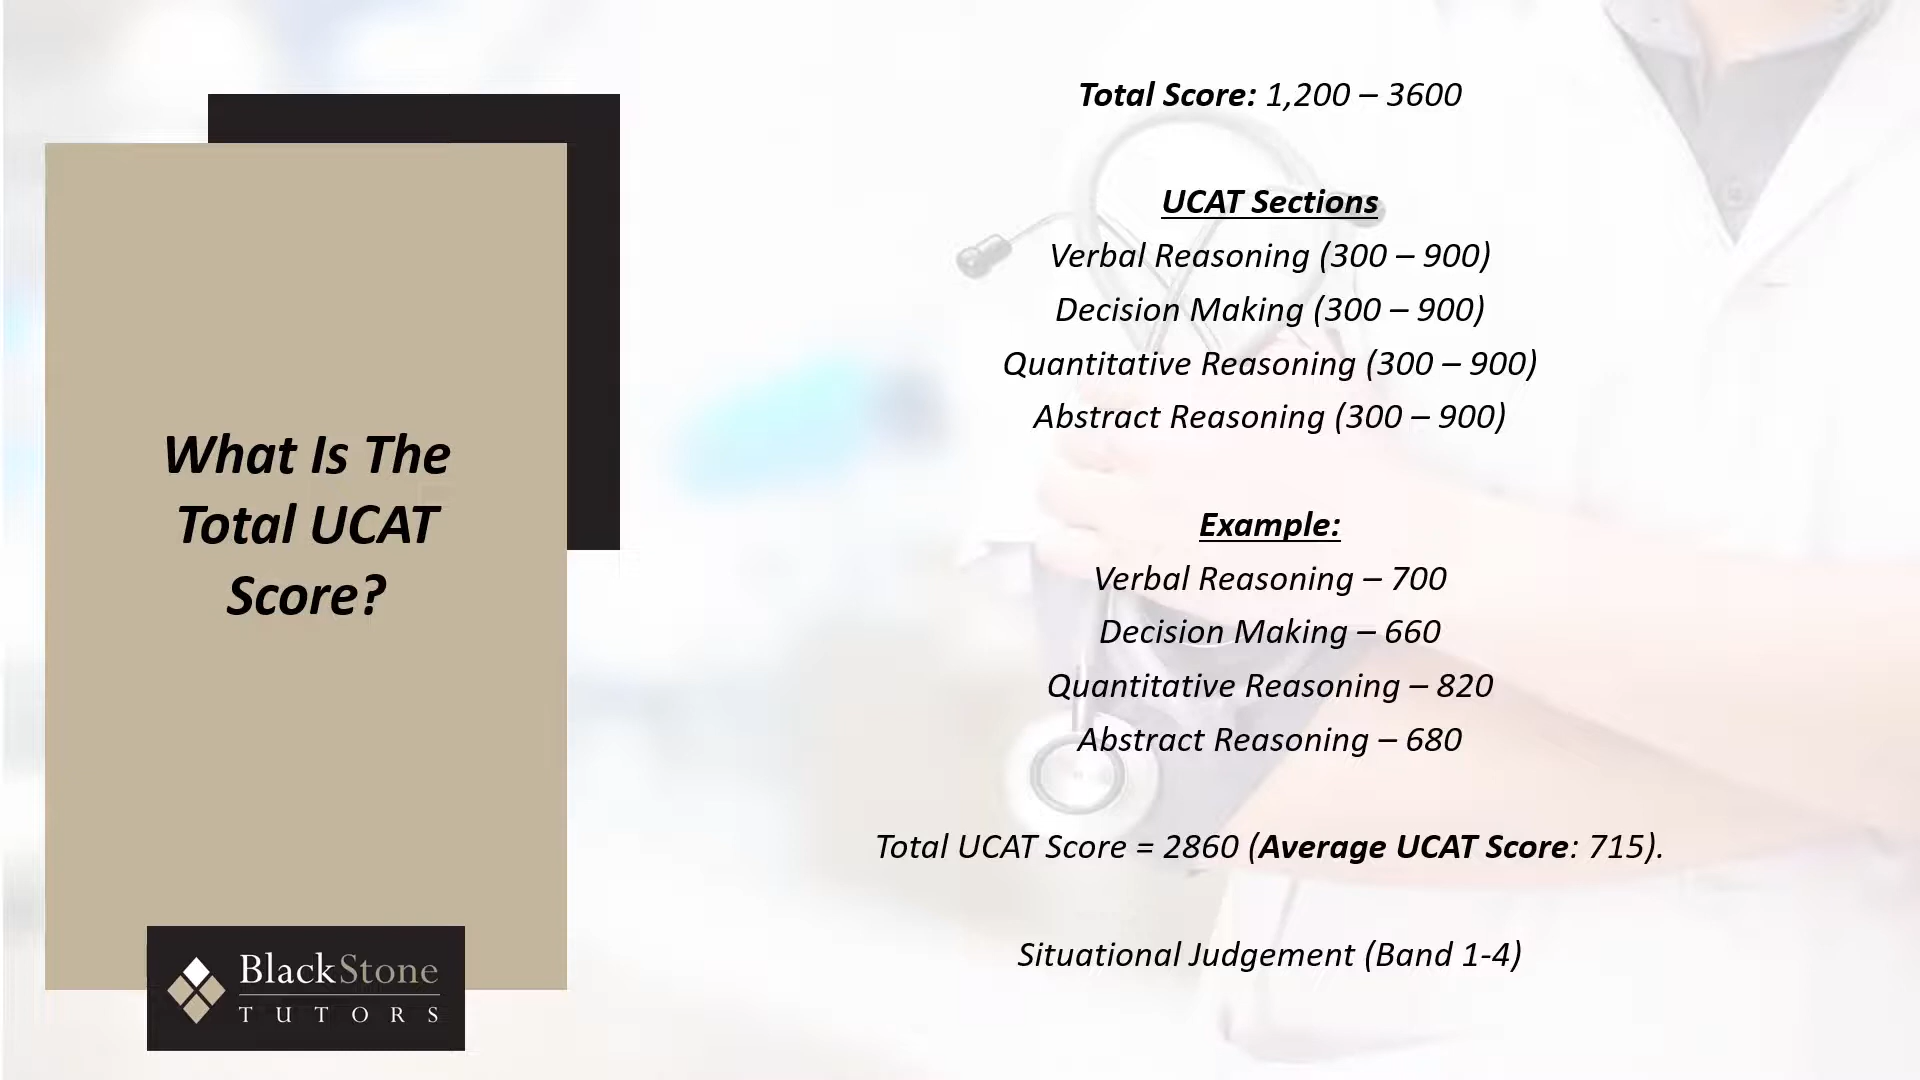 What Is The
Total UCAT
Score?
BlackStone
TUTORS
Total Score: 1,200 – 3600
UCAT Sections
Verbal Reasoning (300 – 900)
Decision Making (300 – 900)
Quantitative Reasoning (300 – 900)
Abstract Reasoning (300 – 900)
Example:
Verbal Reasoning – 700
Decision Making – 660
Quantitative Reasoning – 820
Abstract Reasoning – 680
Total UCAT Score = 2860 (Average UCAT Score: 715).
Situational Judgement (Band 1-4)